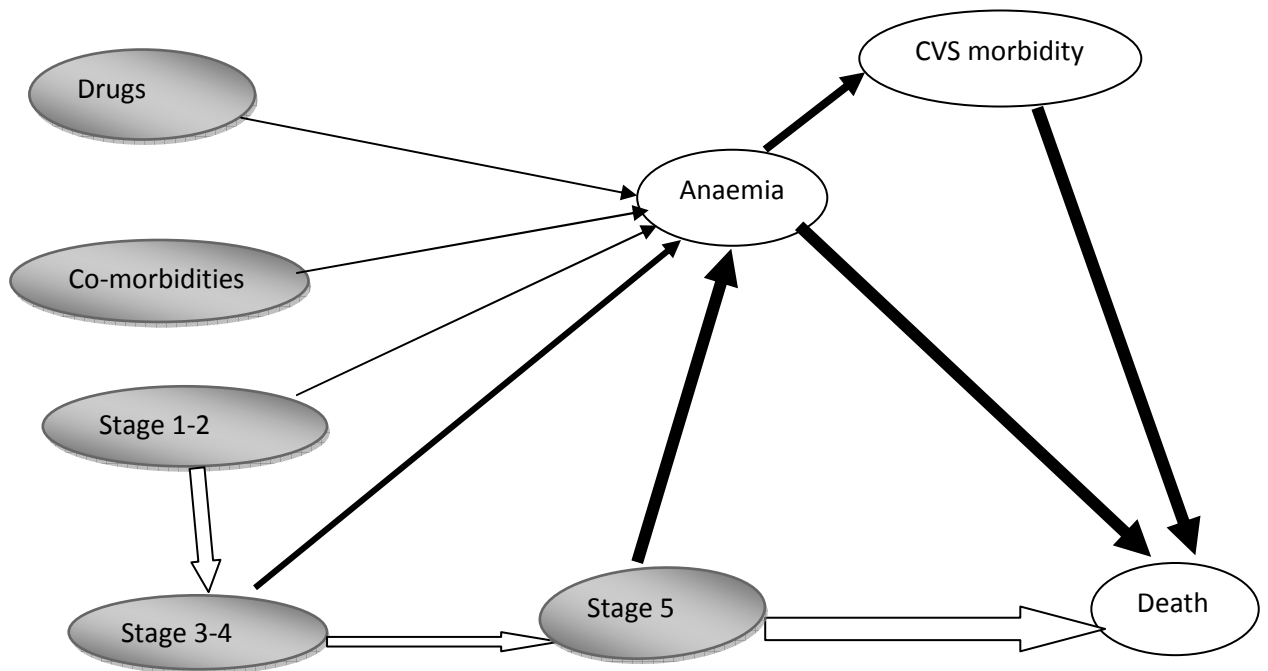 CVS morbidity
Drugs
Anaemia
Co-morbidities
Stage 1-2
Stage 3-4
Stage 5
Death